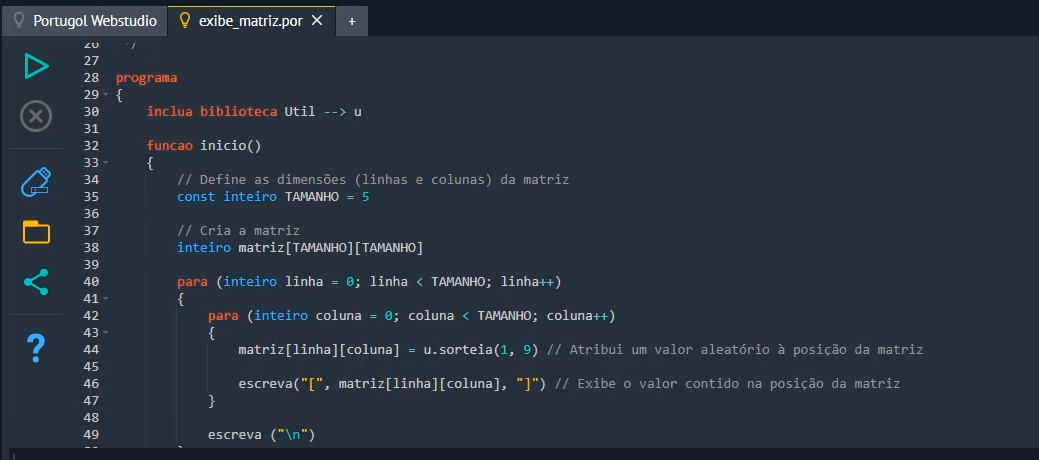 Portugol Webstudio exibe_matriz.por × +
26 */
27
28 programa
29 {
30 inclua biblioteca Util --> u
31
32 funcao inicio()
33 {
34 // Define as dimensões (linhas e colunas) da matriz
35 const inteiro TAMANHO = 5
36
37 // Cria a matriz
38 inteiro matriz[TAMANHO][TAMANHO]
39
40 para (inteiro linha = 0; linha < TAMANHO; linha++)
41 {
42 para (inteiro coluna = 0; coluna < TAMANHO; coluna++)
43 {
44 matriz[linha][coluna] = u.sorteia(1, 9) // Atribui um valor aleatório à posição da matriz
45
46 escreva("[", matriz[linha][coluna], "]") // Exibe o valor contido na posição da matriz
47 }
48
49 escreva ("\n")